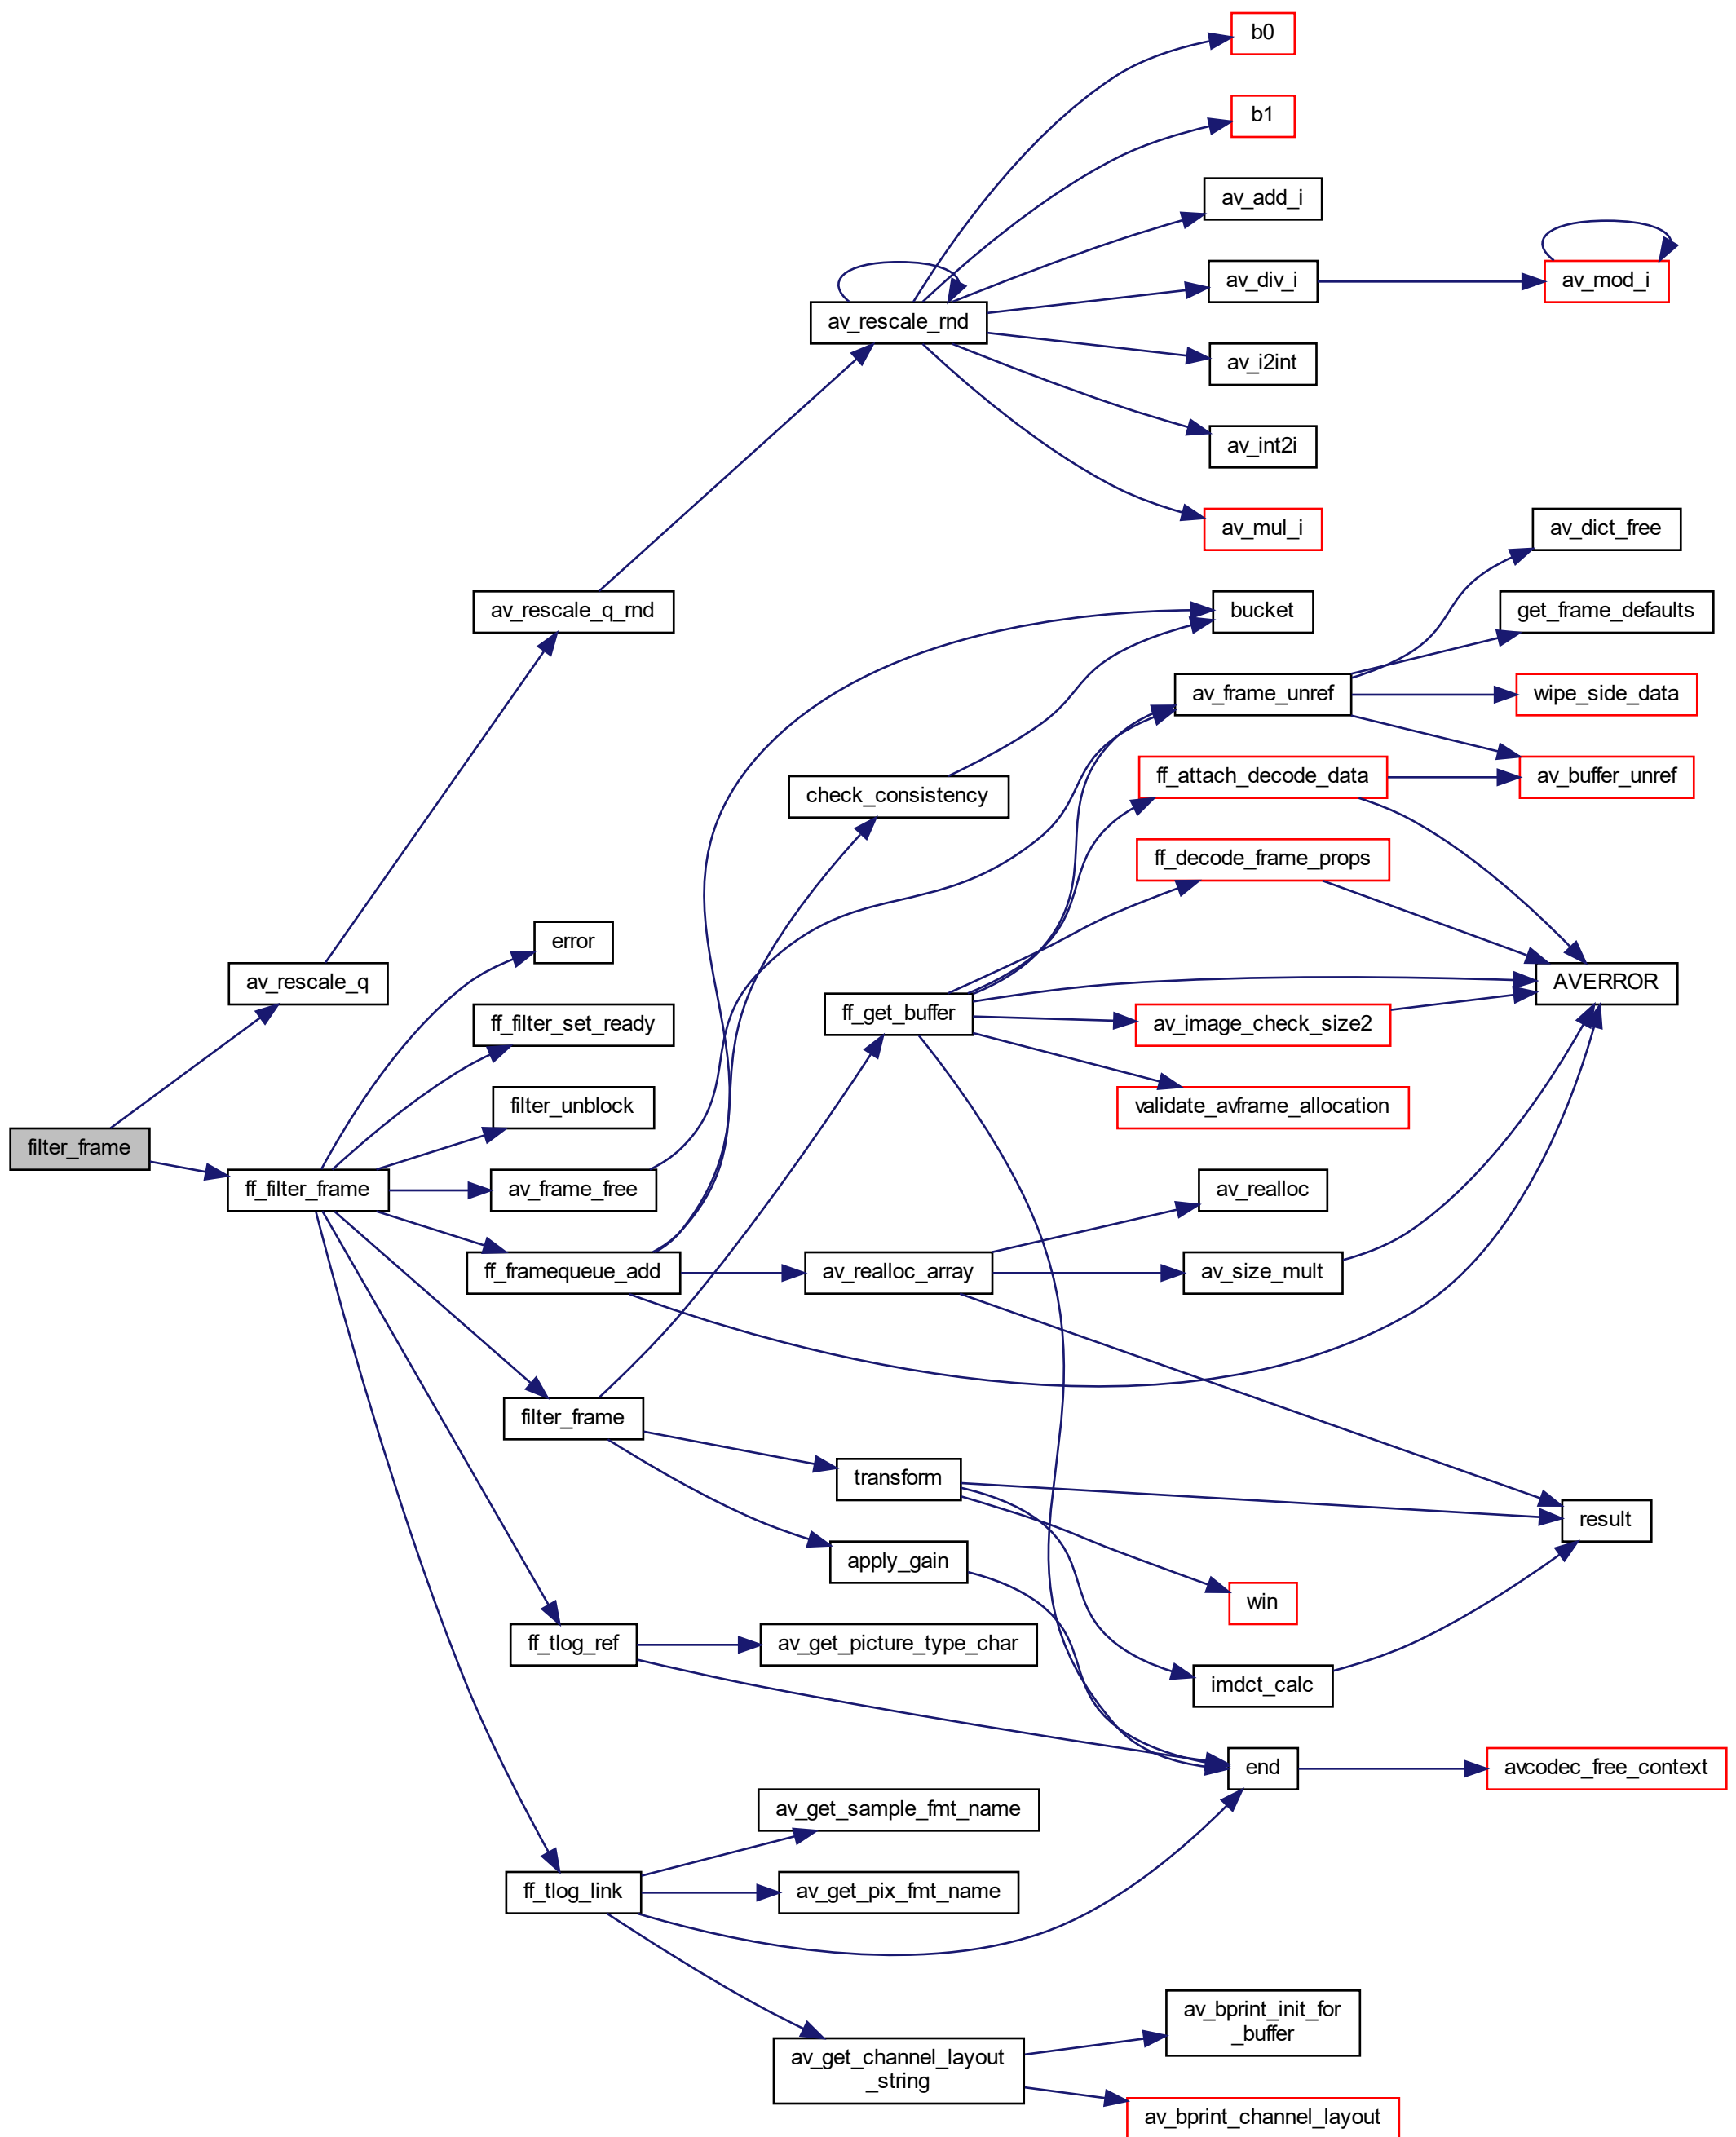 b0
b1
av_add_i
av_div_i
av_mod_i
av_rescale_rnd
av_i2int
av_int2i
av_mul_i
av_dict_free
av_rescale_q_rnd
bucket
get_frame_defaults
av_frame_unref
wipe_side_data
check_consistency
ff_attach_decode_data
av_buffer_unref
ff_decode_frame_props
error
av_rescale_q
AVERROR
ff_filter_set_ready
ff_get_buffer
av_image_check_size2
filter_unblock
validate_avframe_allocation
filter_frame
ff_filter_frame
av_frame_free
av_realloc
ff_framequeue_add
av_realloc_array
av_size_mult
filter_frame
transform
result
apply_gain
win
ff_tlog_ref
av_get_picture_type_char
imdct_calc
end
avcodec_free_context
av_get_sample_fmt_name
ff_tlog_link
av_get_pix_fmt_name
av_bprint_init_for
_buffer
av_get_channel_layout
_string
av_bprint_channel_layout